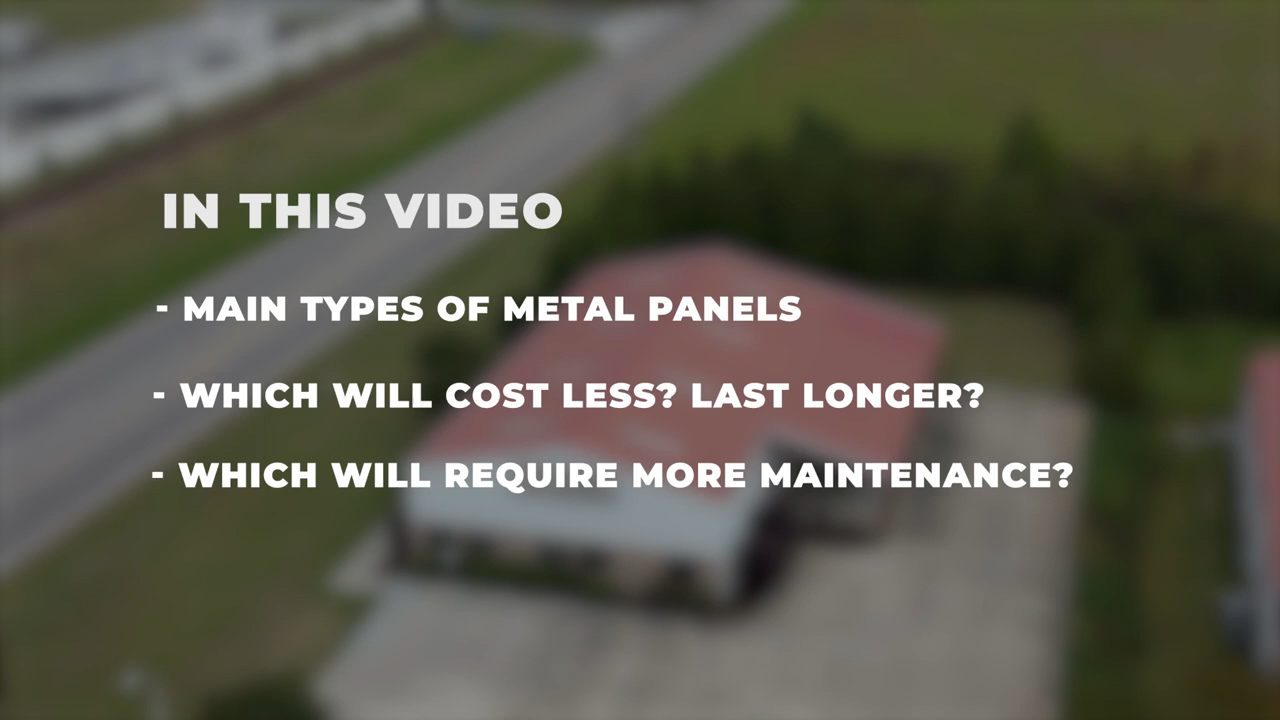 IN THIS VIDEO
- MAIN TYPES OF METAL PANELS
- WHICH WILL COST LESS? LAST LONGER?
- WHICH WILL REQUIRE MORE MAINTENANCE?